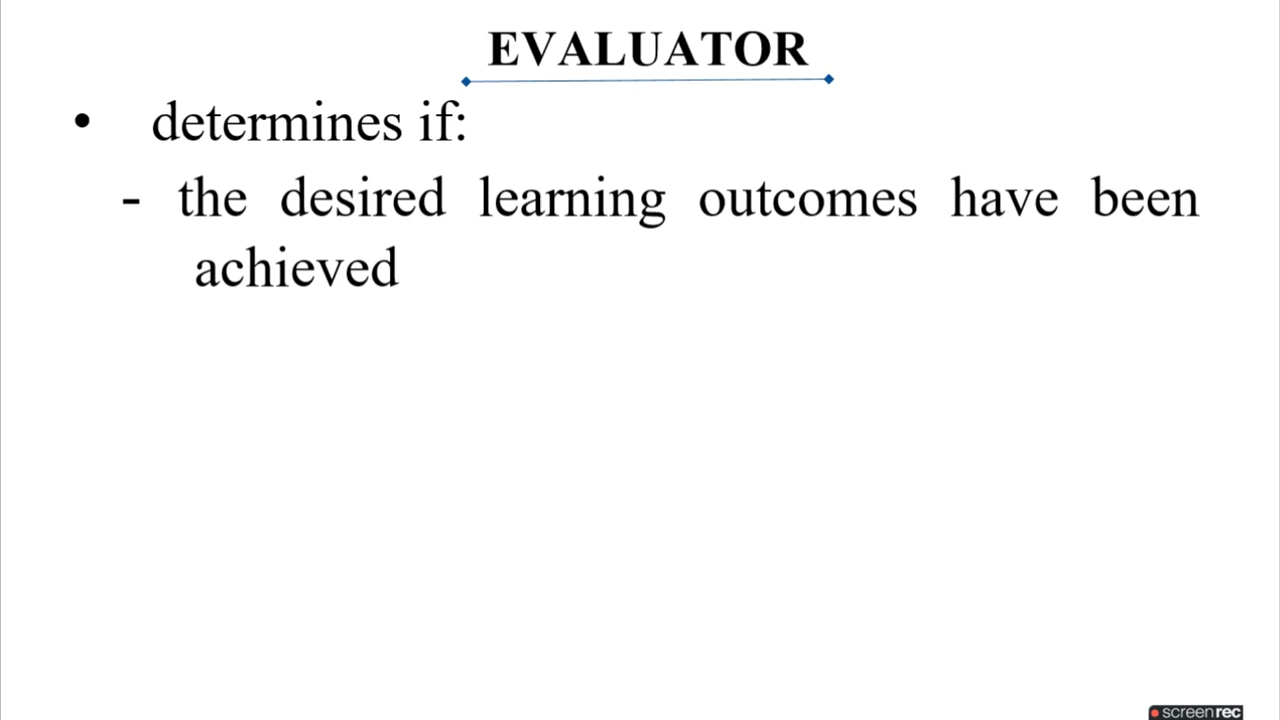 EVALUATOR
• determines if:
- the desired learning outcomes have been
achieved
screenrec